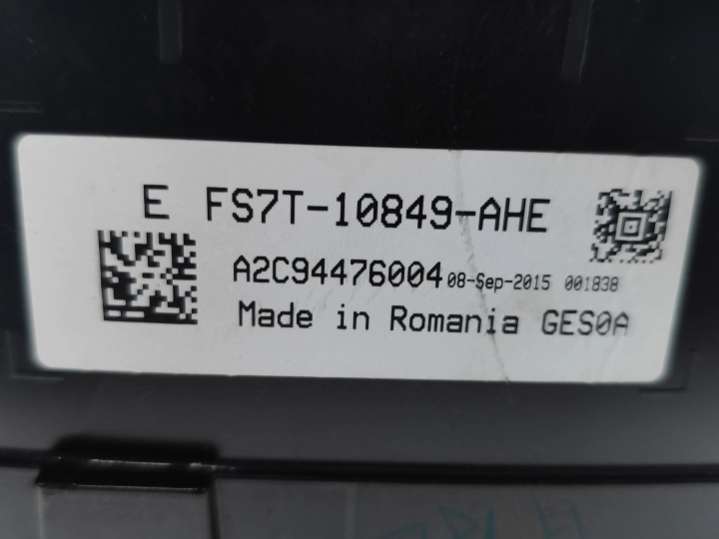 E FS7T-10849-AHE
A2C94476004 08-Sep-2015 001838
Made in Romania GES0A